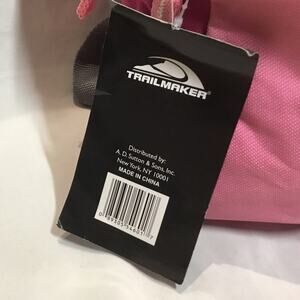 TRAILMAKER®
Distributed by:
A. D. Sutton & Sons, Inc.
New York, NY 10001
MADE IN CHINA